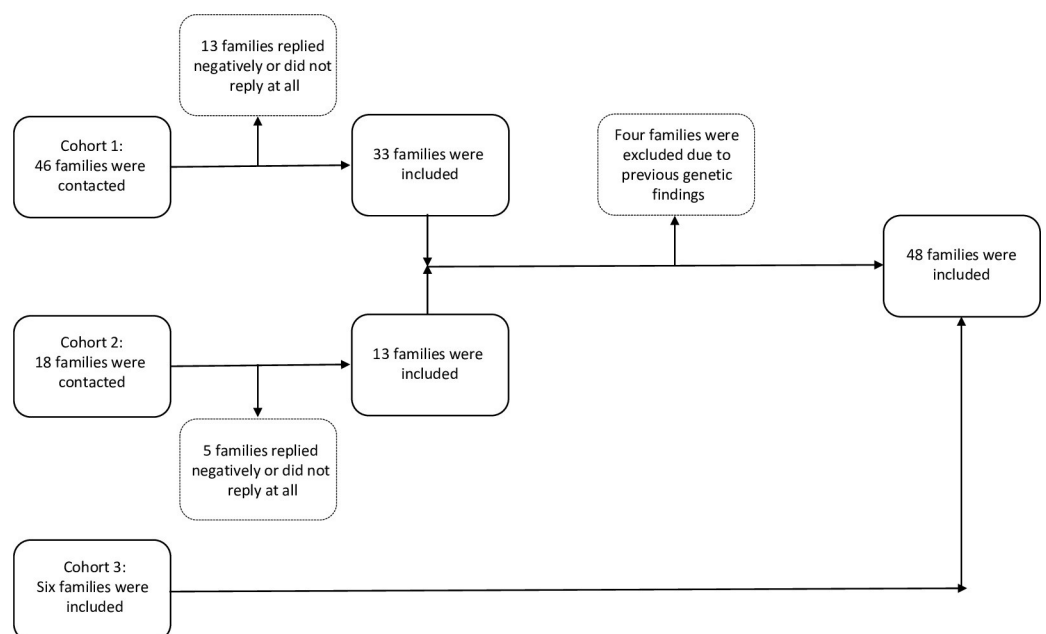 13 families replied
negatively or did not
reply at all
Cohort 1:
46 families were
contacted
33 families were
included
Four families were
excluded due to
previous genetic
findings
48 families were
included
Cohort 2:
18 families were
contacted
13 families were
included
5 families replied
negatively or did not
reply at all
Cohort 3:
Six families were
included